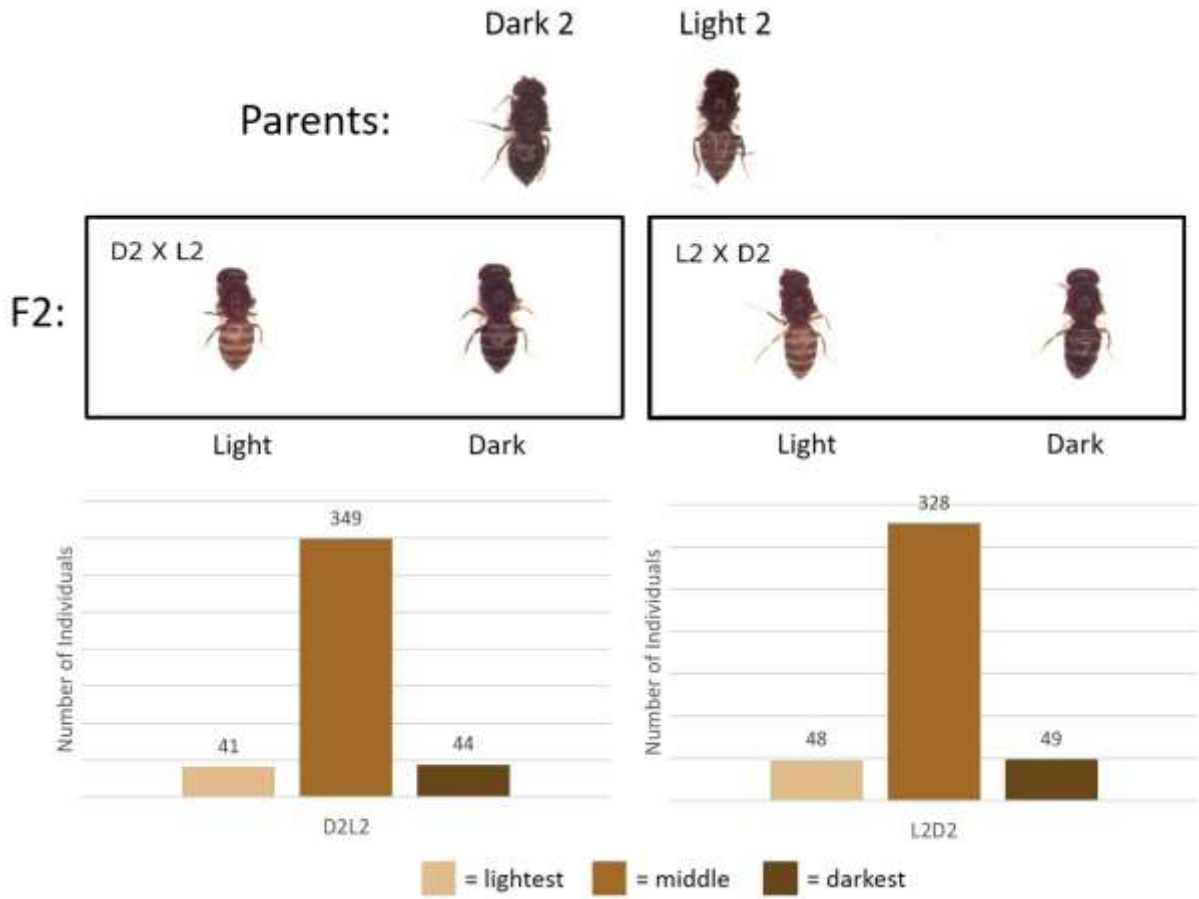 Dark 2 Light 2
Parents:
F2:
D2 X L2
L2 X D2
Light Dark
Light Dark
Number of Individuals
349
41
44
D2L2
Number of Individuals
328
48
49
L2D2
= lightest = middle = darkest